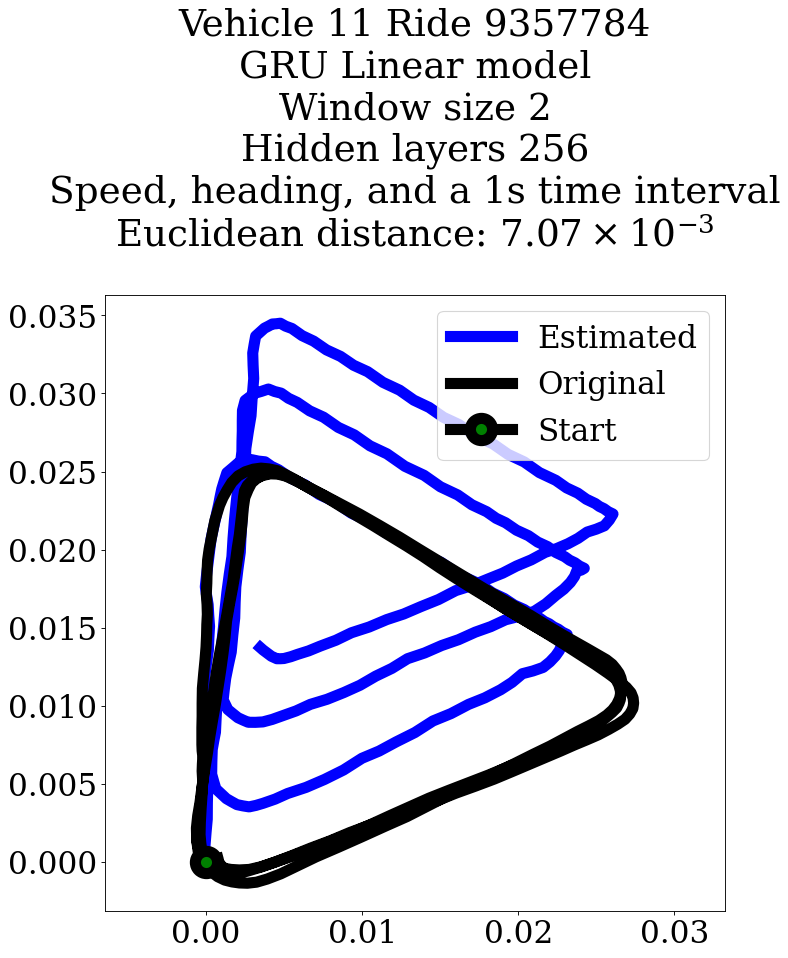 Vehicle 11 Ride 9357784
GRU Linear model
Window size 2
Hidden layers 256
Speed, heading, and a 1s time interval
Euclidean distance: 7.07 × 10⁻³
Estimated
Original
Start
0.035
0.030
0.025
0.020
0.015
0.010
0.005
0.000
0.00 0.01 0.02 0.03